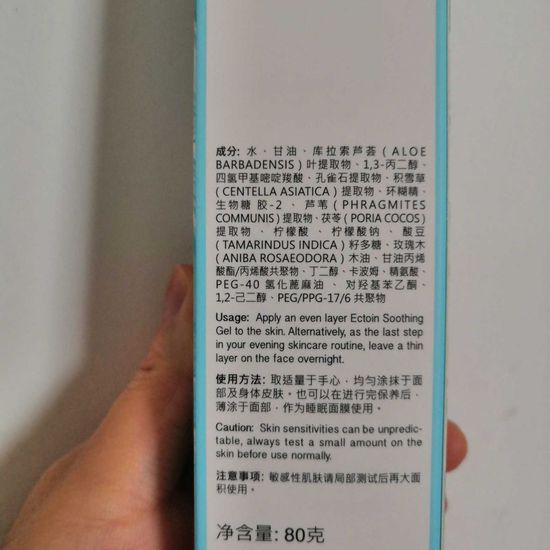 成分: 水、甘油、库拉索芦荟(ALOE
BARBADENSIS)叶提取物、1,3-丙二醇、
四氢甲基嘧啶羧酸、孔雀石提取物、积雪草
(CENTELLA ASIATICA)提取物、环糊精、
生物糖胶-2、芦苇(PHRAGMITES
COMMUNIS)提取物、茯苓(PORIA COCOS)
提取物、柠檬酸、柠檬酸钠、酸豆
(TAMARINDUS INDICA)籽多糖、玫瑰木
(ANIBA ROSAEODORA)木油、甘油丙烯
酸酯/丙烯酸共聚物、丁二醇、卡波姆、精氨酸、
PEG-40氢化蓖麻油、对羟基苯乙酮、
1,2-己二醇、PEG/PPG-17/6 共聚物
Usage: Apply an even layer Ectoin Soothing
Gel to the skin. Alternatively, as the last step
in your evening skincare routine, leave a thin
layer on the face overnight.
使用方法: 取适量于手心，均匀涂抹于面
部及身体皮肤。也可以在进行完保养后，
薄涂于面部，作为睡眠面膜使用。
Caution: Skin sensitivities can be unpredic-
table, always test a small amount on the
skin before use normally.
注意事项: 敏感性肌肤请局部测试后再大面
积使用。
净含量: 80克